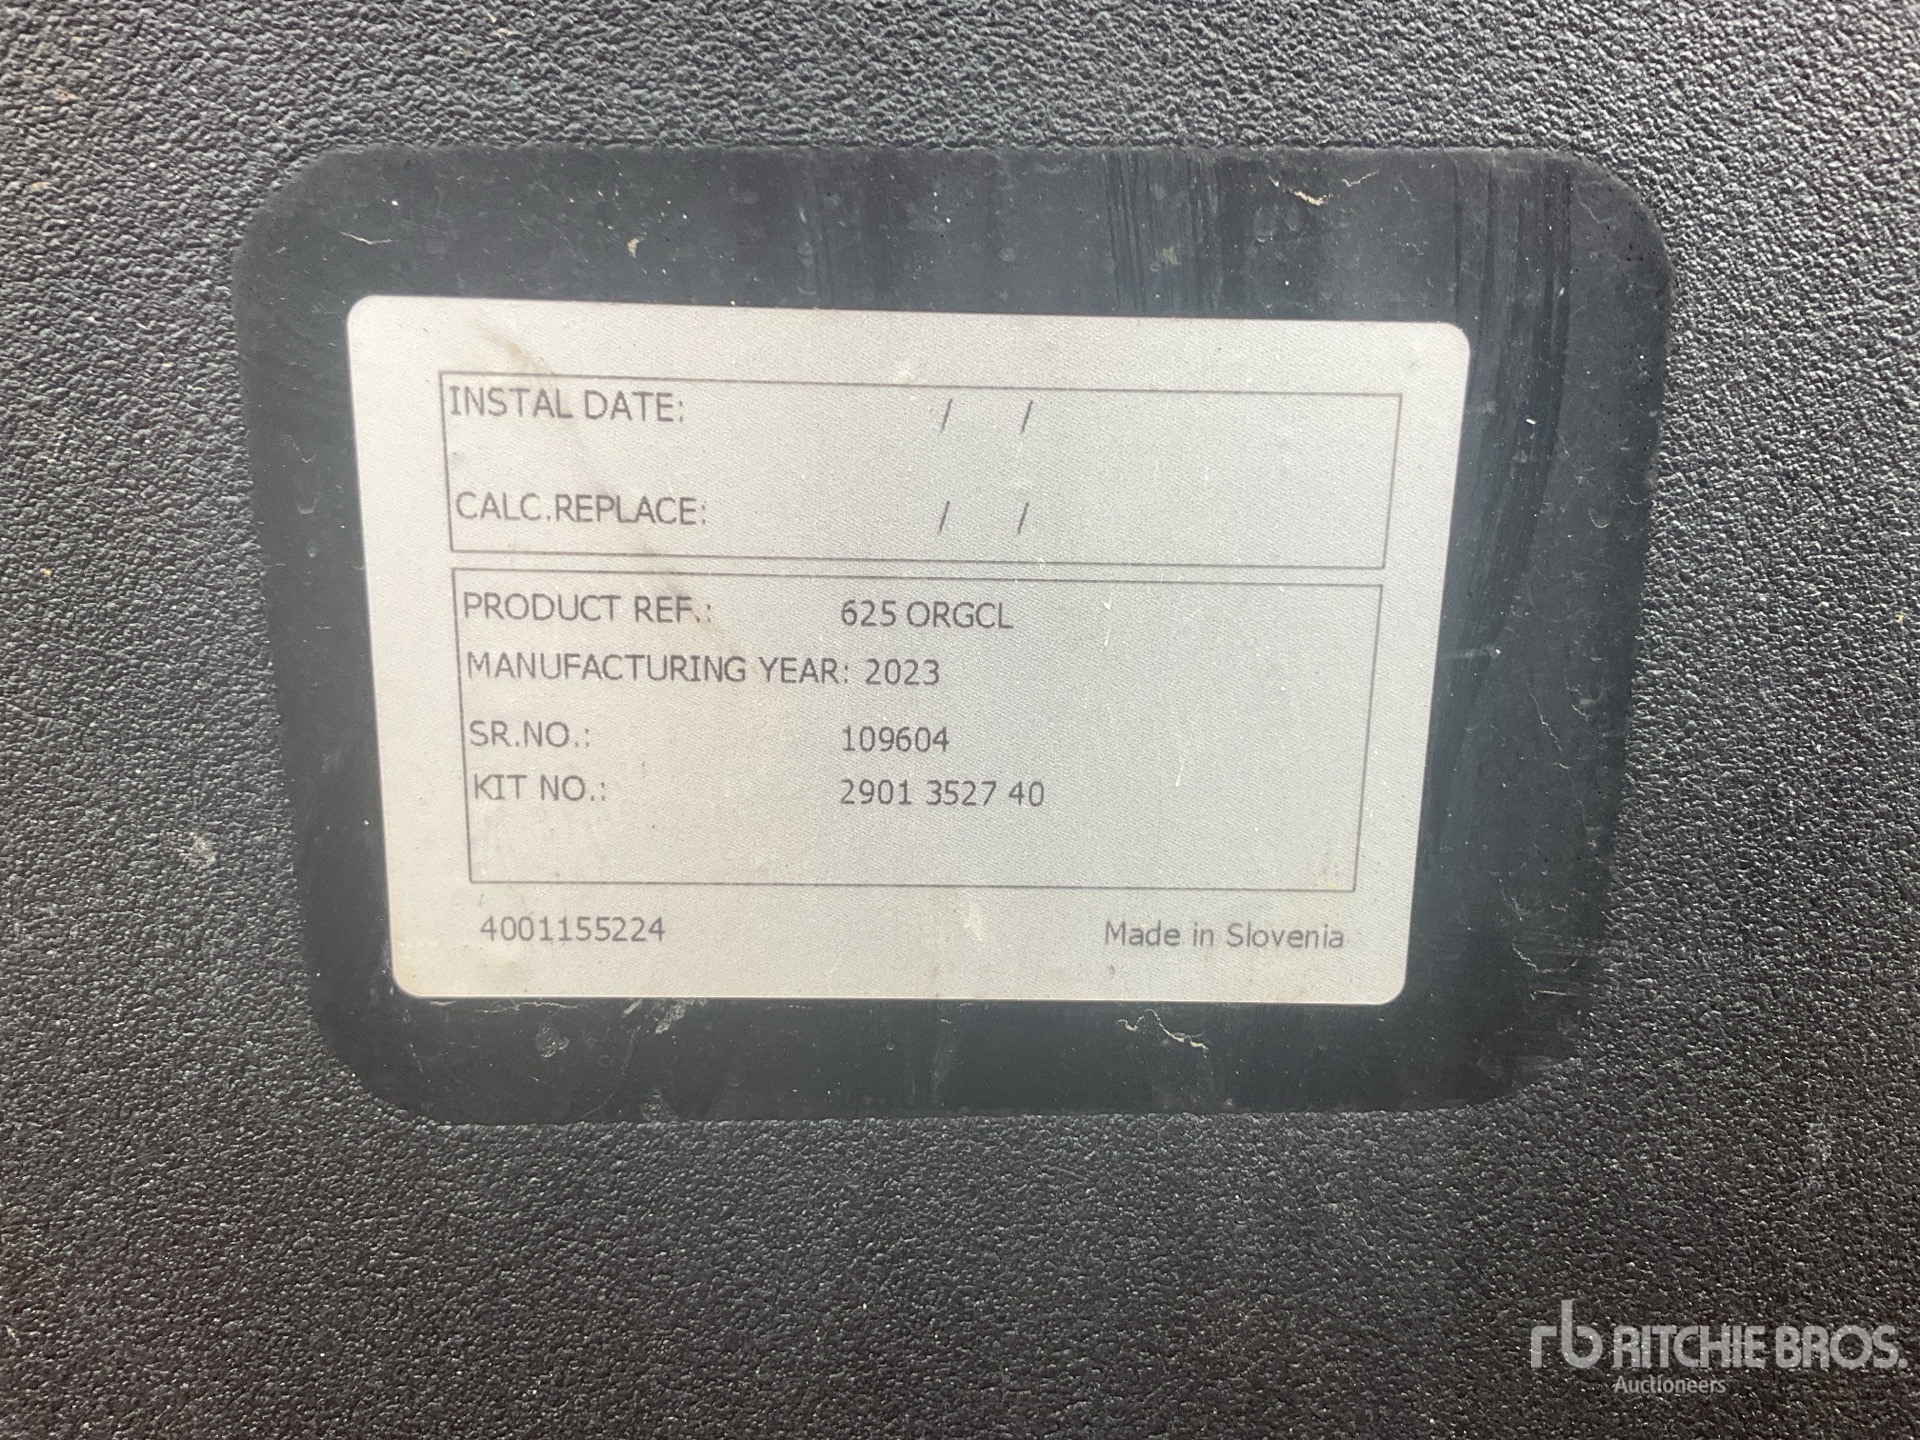 INSTAL DATE: / /
CALC.REPLACE: / /
PRODUCT REF.: 625 ORGCL
MANUFACTURING YEAR: 2023
SR.NO.: 109604
KIT NO.: 2901 3527 40
4001155224 Made in Slovenia
rb RITCHIE BROS.
Auctioneers